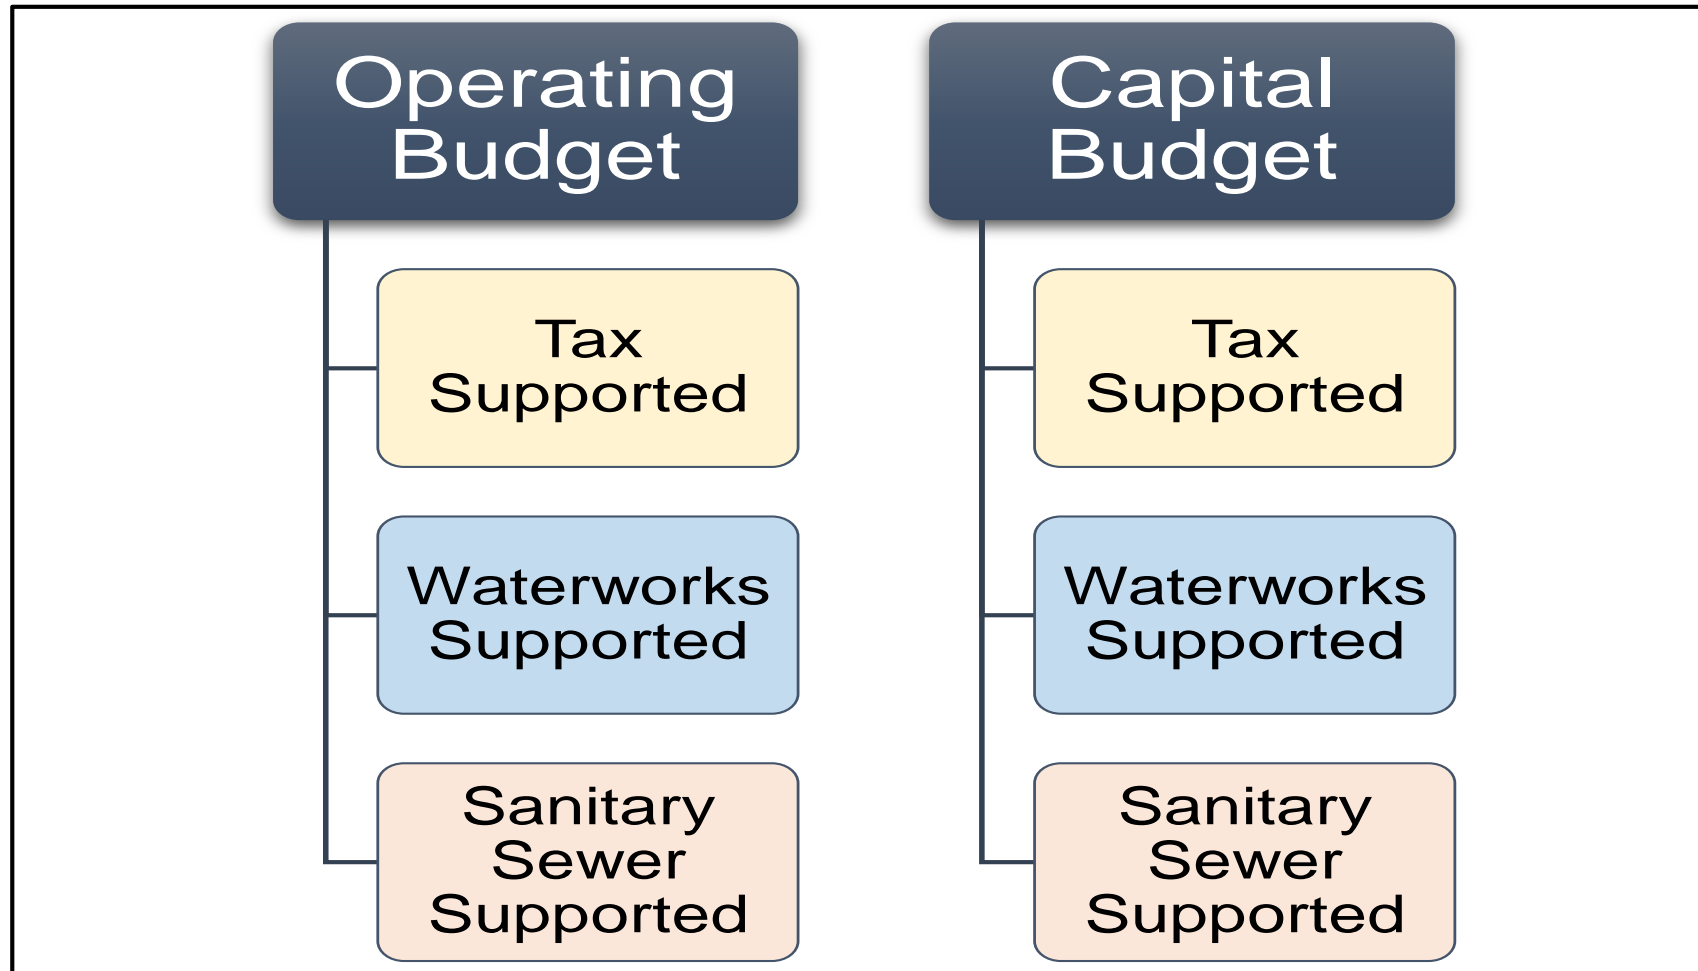 Operating
Budget
Tax
Supported
Waterworks
Supported
Sanitary
Sewer
Supported
Capital
Budget
Tax
Supported
Waterworks
Supported
Sanitary
Sewer
Supported